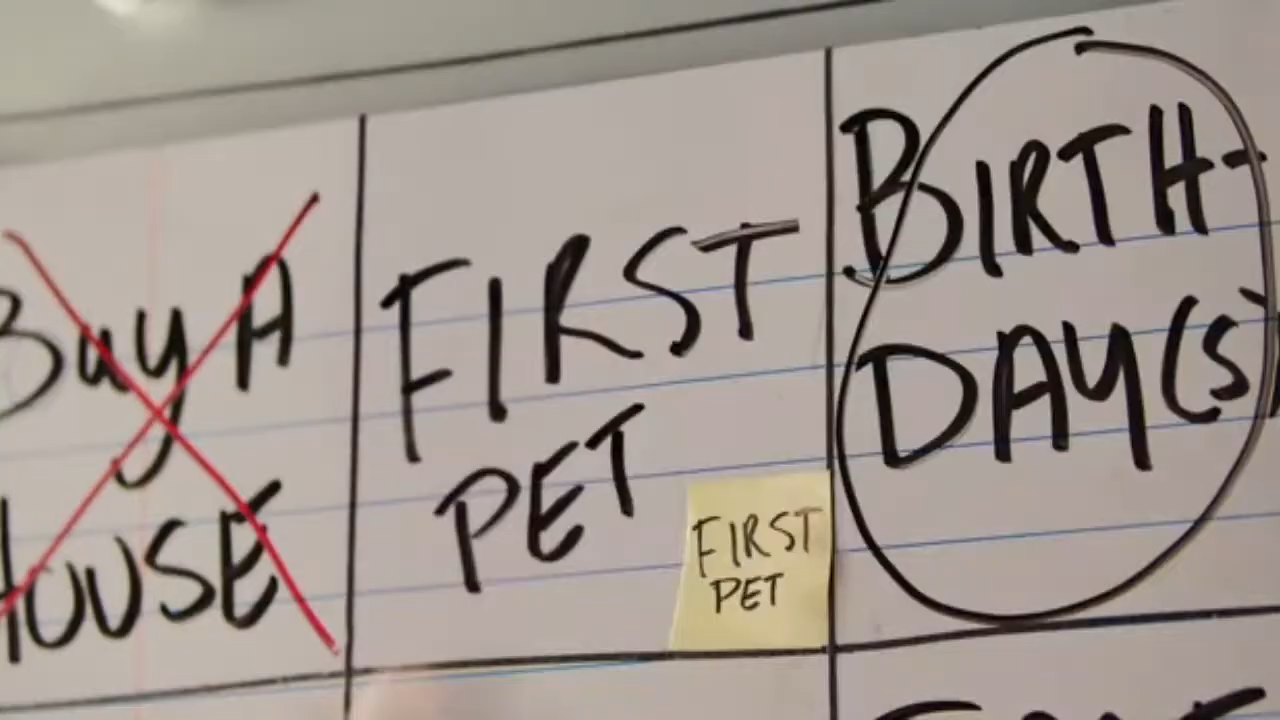 Buy A
HOUSE
FIRST
PET
FIRST
PET
BIRTH-
DAY(S)